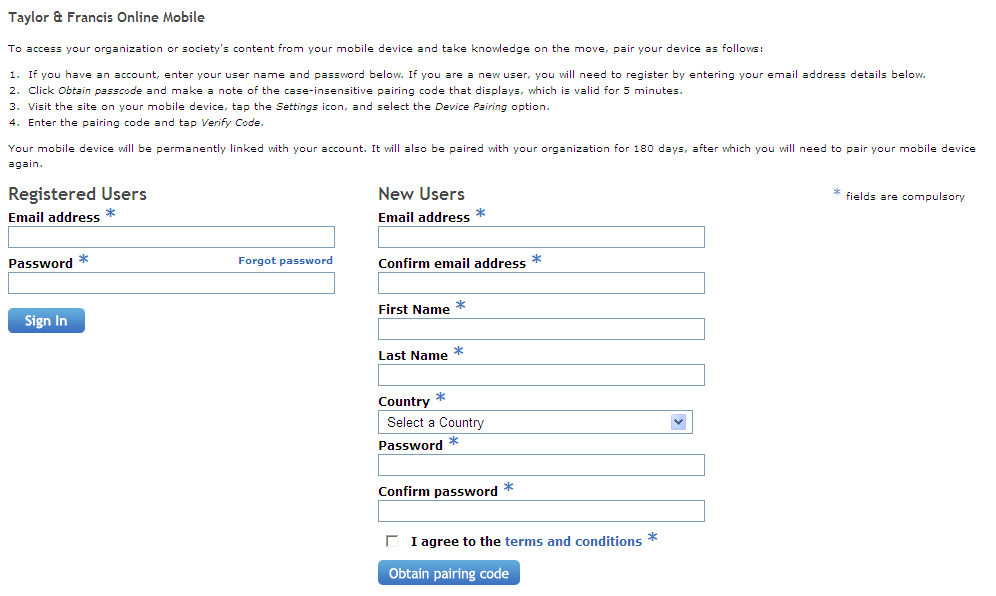 Taylor & Francis Online Mobile
To access your organization or society's content from your mobile device and take knowledge on the move, pair your device as follows:
1. If you have an account, enter your user name and password below. If you are a new user, you will need to register by entering your email address details below.
2. Click Obtain passcode and make a note of the case-insensitive pairing code that displays, which is valid for 5 minutes.
3. Visit the site on your mobile device, tap the Settings icon, and select the Device Pairing option.
4. Enter the pairing code and tap Verify Code.
Your mobile device will be permanently linked with your account. It will also be paired with your organization for 180 days, after which you will need to pair your mobile device
again.
Registered Users
Email address *
Password *
Forgot password
Sign In
New Users
Email address *
Confirm email address *
First Name *
Last Name *
Country *
Select a Country
Password *
Confirm password *
I agree to the terms and conditions *
Obtain pairing code
* fields are compulsory